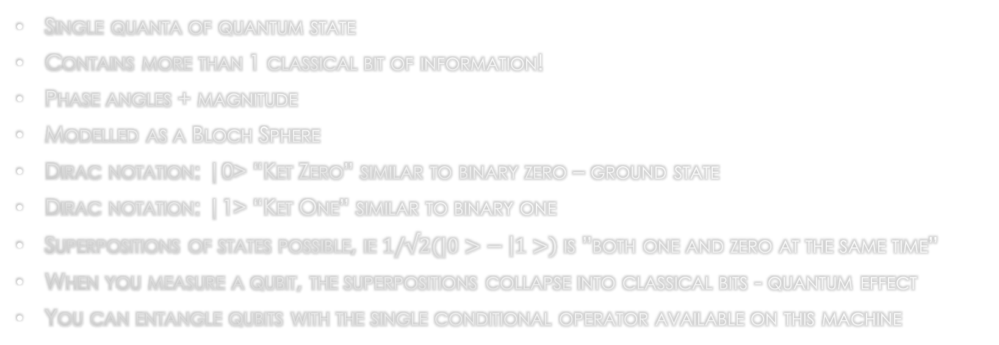 • Single quanta of quantum state
• Contains more than 1 classical bit of information!
• Phase angles + magnitude
• Modelled as a Bloch Sphere
• Dirac notation: |0> “Ket Zero” similar to binary zero – ground state
• Dirac notation: |1> “Ket One” similar to binary one
• Superpositions of states possible, ie 1/√2(|0 > − |1 >) is "both one and zero at the same time"
• When you measure a qubit, the superpositions collapse into classical bits - quantum effect
• You can entangle qubits with the single conditional operator available on this machine